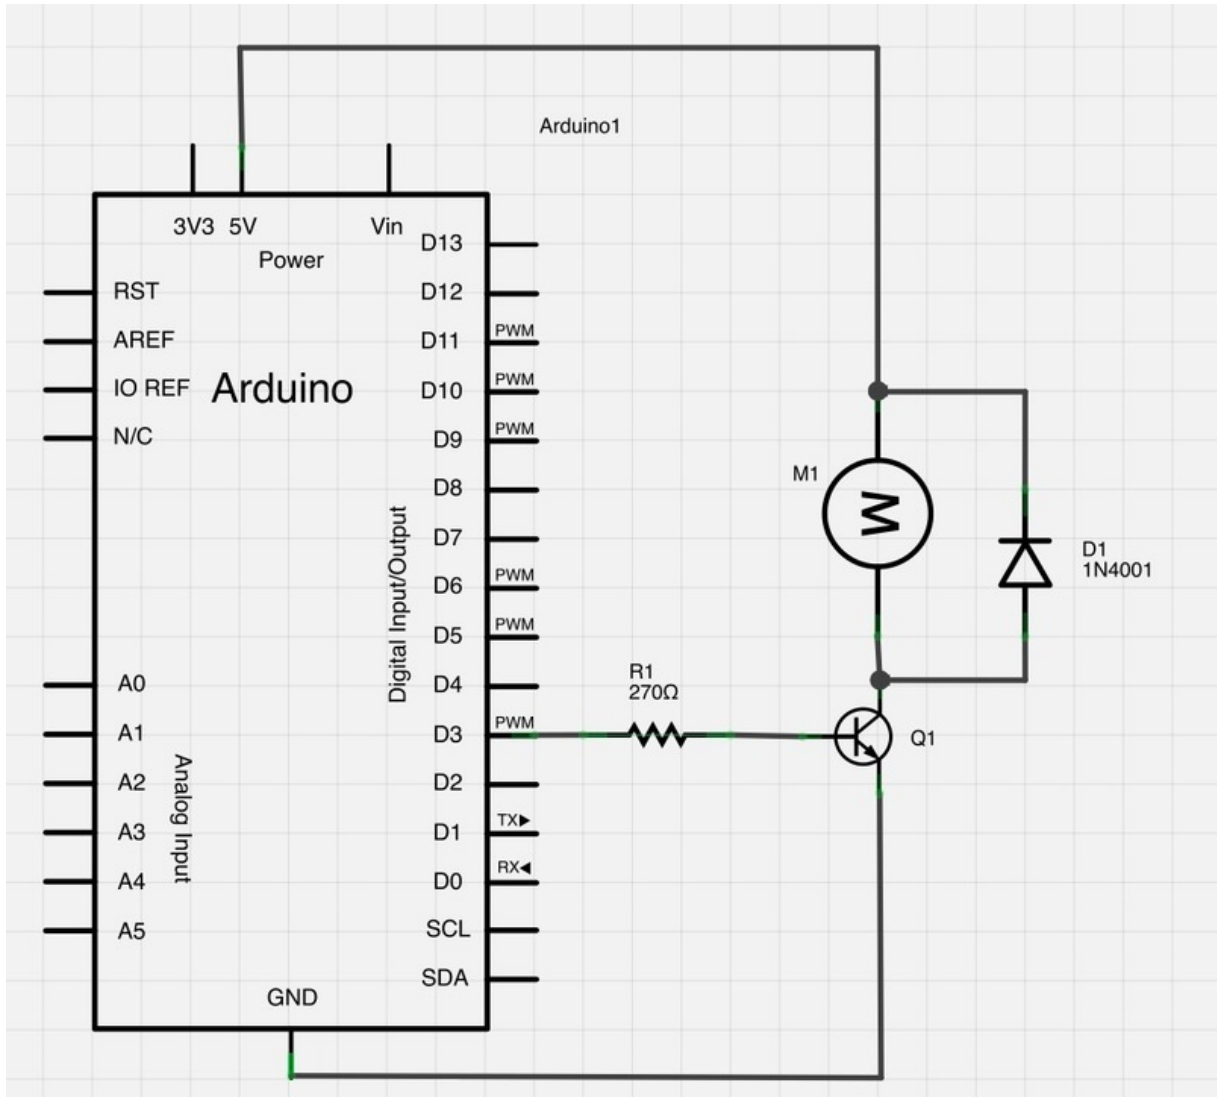 Arduino1
3V3 5V Vin
Power
D13
RST
D12
AREF
D11 PWM
IO REF
Arduino
D10 PWM
N/C
D9 PWM
D8
D7
D6 PWM
D5 PWM
D4
D3 PWM
D2
D1 TX▶
D0 RX◀
SCL
SDA
Digital Input/Output
A0
A1
A2
A3
A4
A5
Analog Input
GND
R1
270Ω
M1
M
D1
1N4001
Q1